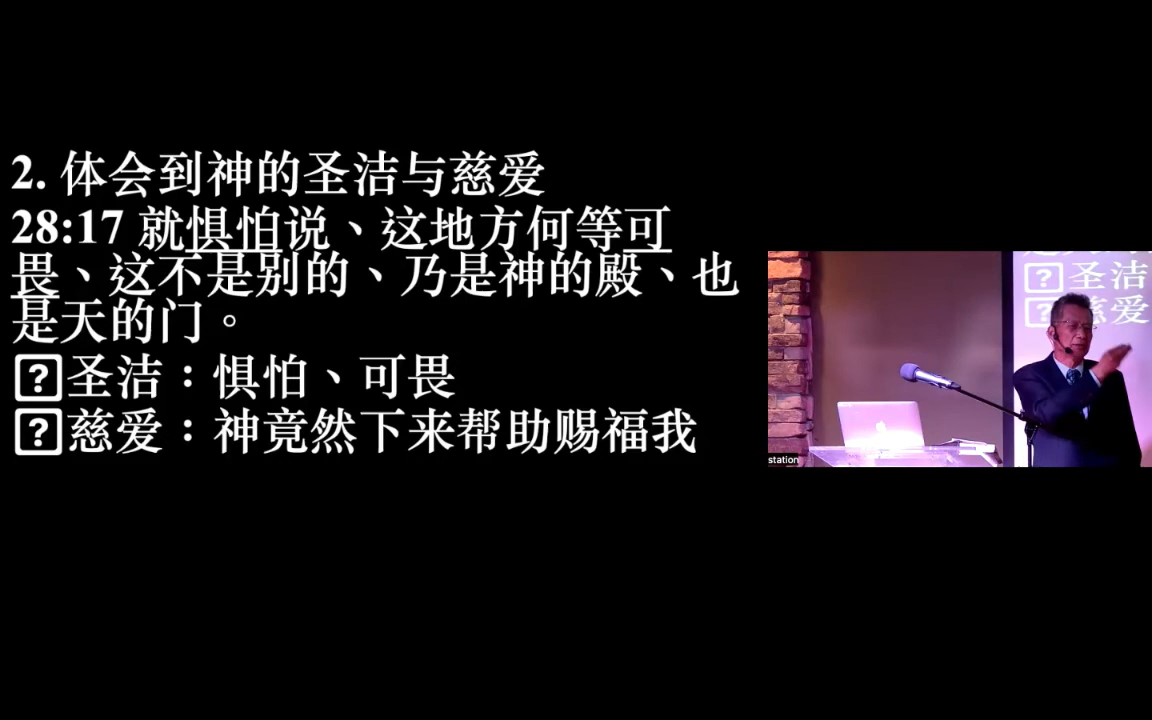 2. 体会到神的圣洁与慈爱
28:17 就惧怕说、这地方何等可
畏、这不是别的、乃是神的殿、也
是天的门。
⍰圣洁：惧怕、可畏
⍰慈爱：神竟然下来帮助赐福我
⍰圣洁
⍰慈爱
station